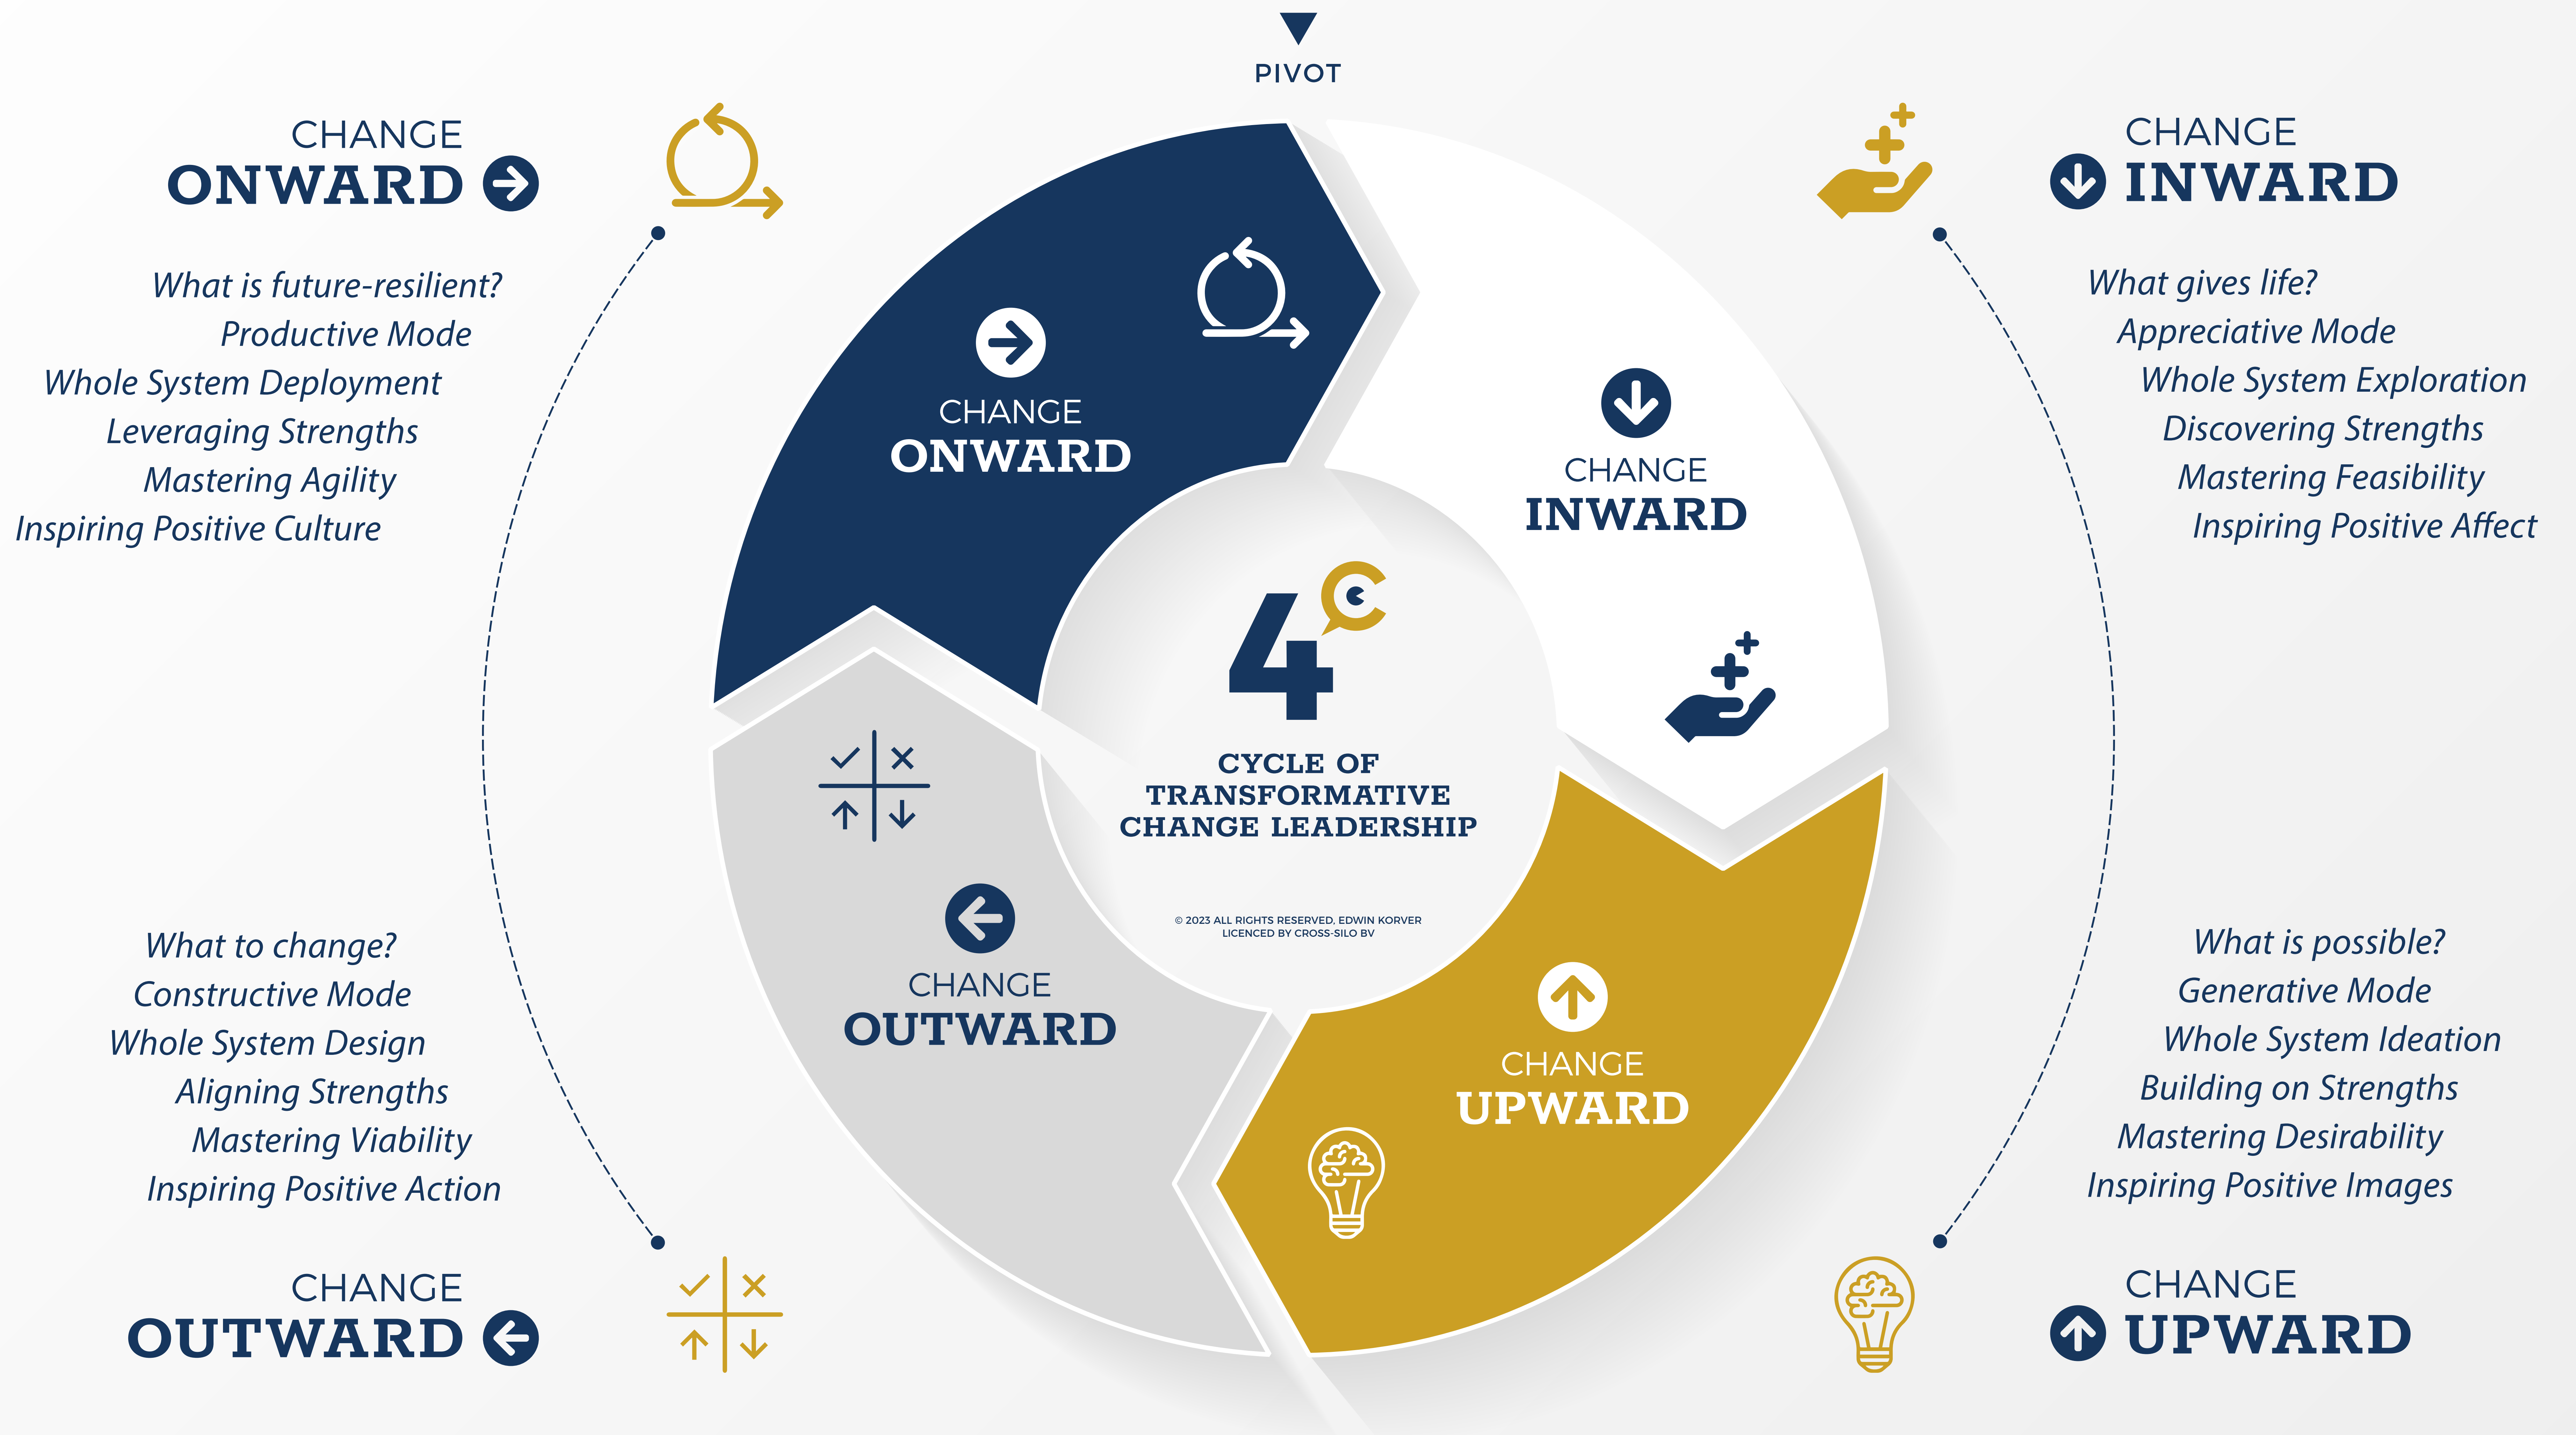 PIVOT
CHANGE
ONWARD
What is future-resilient?
Productive Mode
Whole System Deployment
Leveraging Strengths
Mastering Agility
Inspiring Positive Culture
CHANGE
INWARD
What gives life?
Appreciative Mode
Whole System Exploration
Discovering Strengths
Mastering Feasibility
Inspiring Positive Affect
CHANGE
ONWARD
CHANGE
INWARD
4C
CYCLE OF
TRANSFORMATIVE
CHANGE LEADERSHIP
© 2023 ALL RIGHTS RESERVED, EDWIN KORVER
LICENCED BY CROSS-SILO BV
CHANGE
OUTWARD
CHANGE
UPWARD
What to change?
Constructive Mode
Whole System Design
Aligning Strengths
Mastering Viability
Inspiring Positive Action
CHANGE
OUTWARD
What is possible?
Generative Mode
Whole System Ideation
Building on Strengths
Mastering Desirability
Inspiring Positive Images
CHANGE
UPWARD